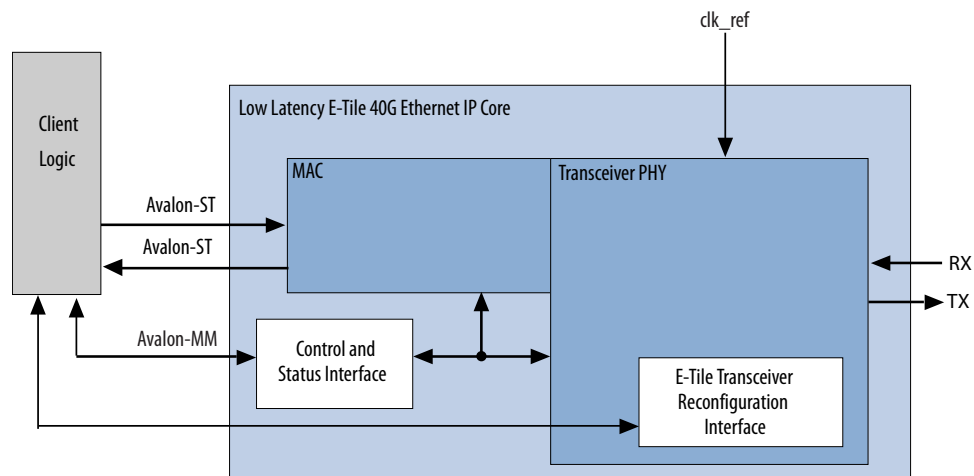 clk_ref
Client
Logic
Low Latency E-Tile 40G Ethernet IP Core
MAC
Transceiver PHY
Avalon-ST
Avalon-ST
RX
TX
Avalon-MM
Control and
Status Interface
E-Tile Transceiver
Reconfiguration
Interface